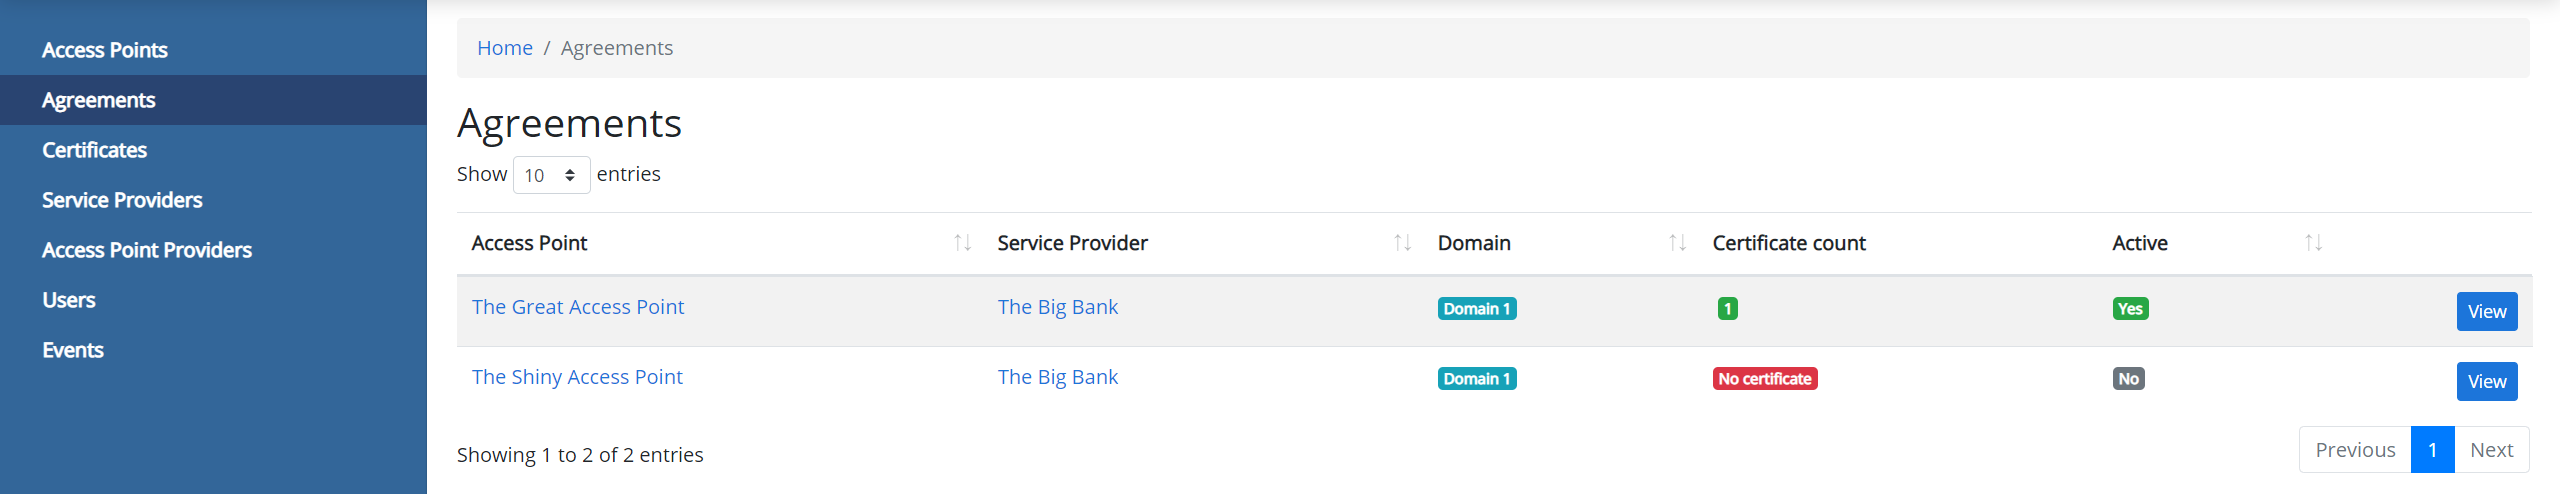 Access Points
Agreements
Certificates
Service Providers
Access Point Providers
Users
Events
Home / Agreements
Agreements
Show 10 entries
Access Point Service Provider Domain Certificate count Active
The Great Access Point The Big Bank Domain 1 1 Yes View
The Shiny Access Point The Big Bank Domain 1 No certificate No View
Showing 1 to 2 of 2 entries
Previous 1 Next